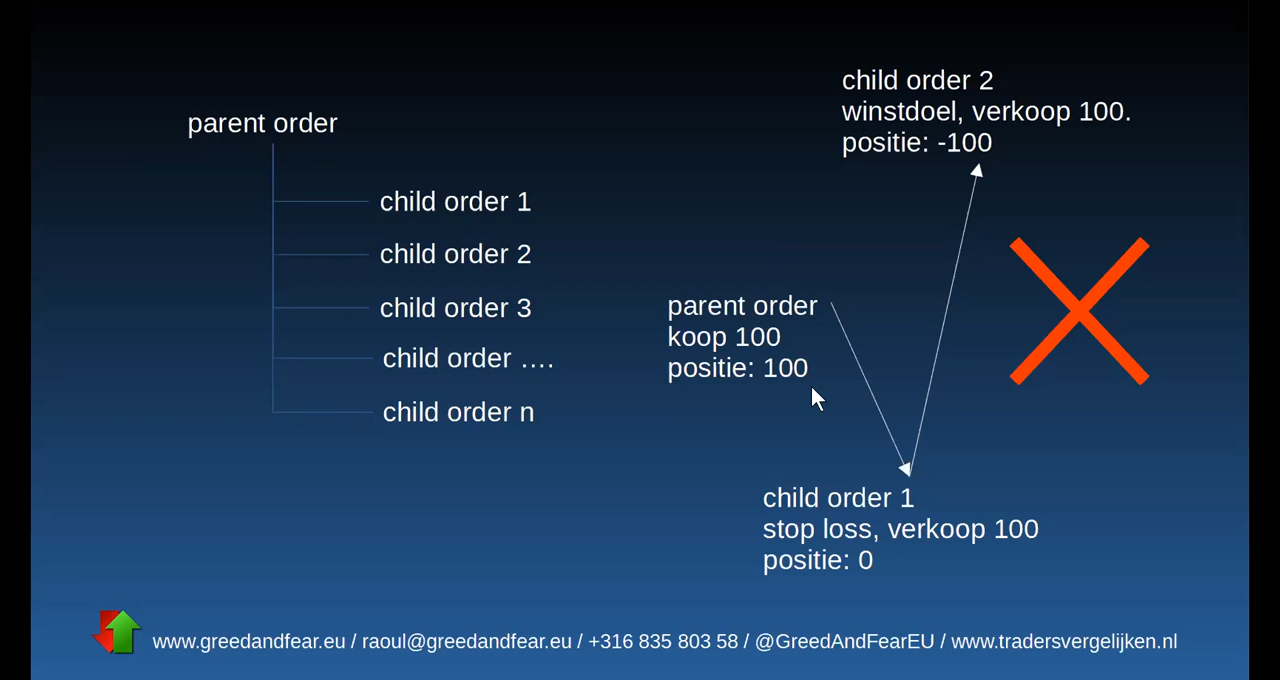 parent order
child order 1
child order 2
child order 3
child order ....
child order n
child order 2
winstdoel, verkoop 100.
positie: -100
parent order
koop 100
positie: 100
child order 1
stop loss, verkoop 100
positie: 0
www.greedandfear.eu / raoul@greedandfear.eu / +316 835 803 58 / @GreedAndFearEU / www.tradersvergelijken.nl